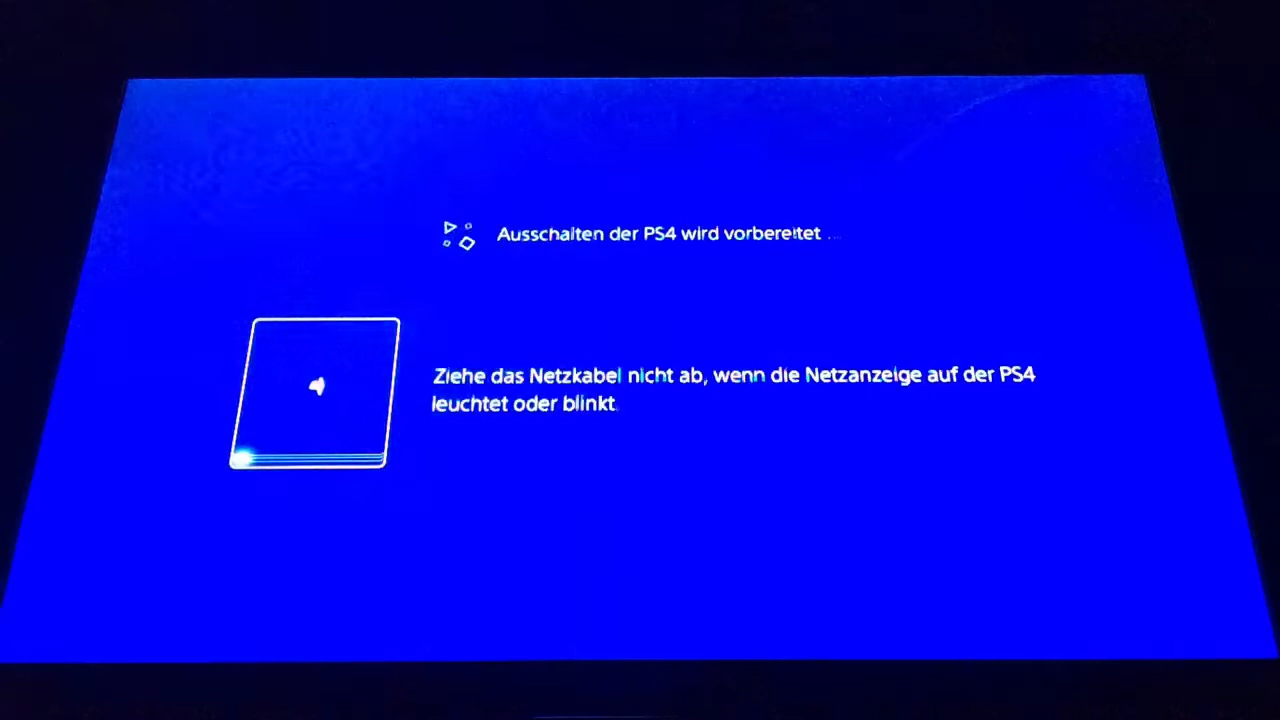 Ausschalten der PS4 wird vorbereitet ...
Ziehe das Netzkabel nicht ab, wenn die Netzanzeige auf der PS4
leuchtet oder blinkt.